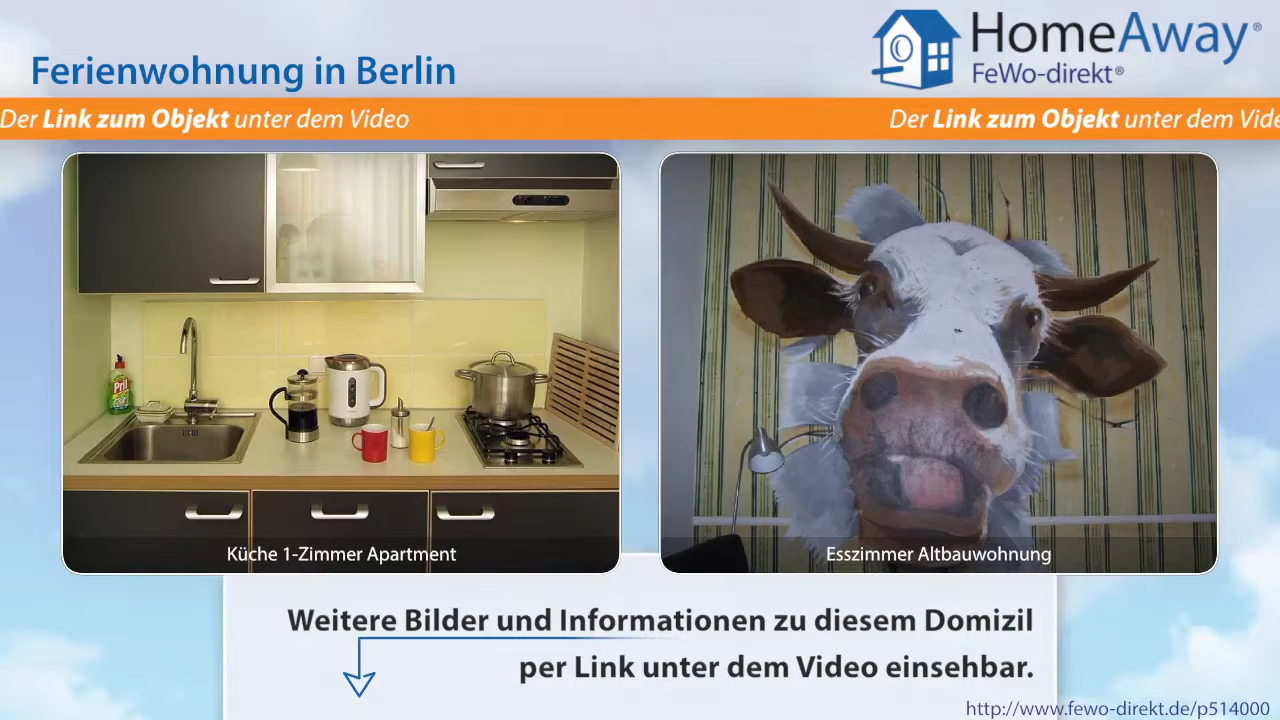 HomeAway®
FeWo-direkt®
Ferienwohnung in Berlin
Der Link zum Objekt unter dem Video
Der Link zum Objekt unter dem Vide
Pril
Küche 1-Zimmer Apartment
Esszimmer Altbauwohnung
Weitere Bilder und Informationen zu diesem Domizil
per Link unter dem Video einsehbar.
http://www.fewo-direkt.de/p514000